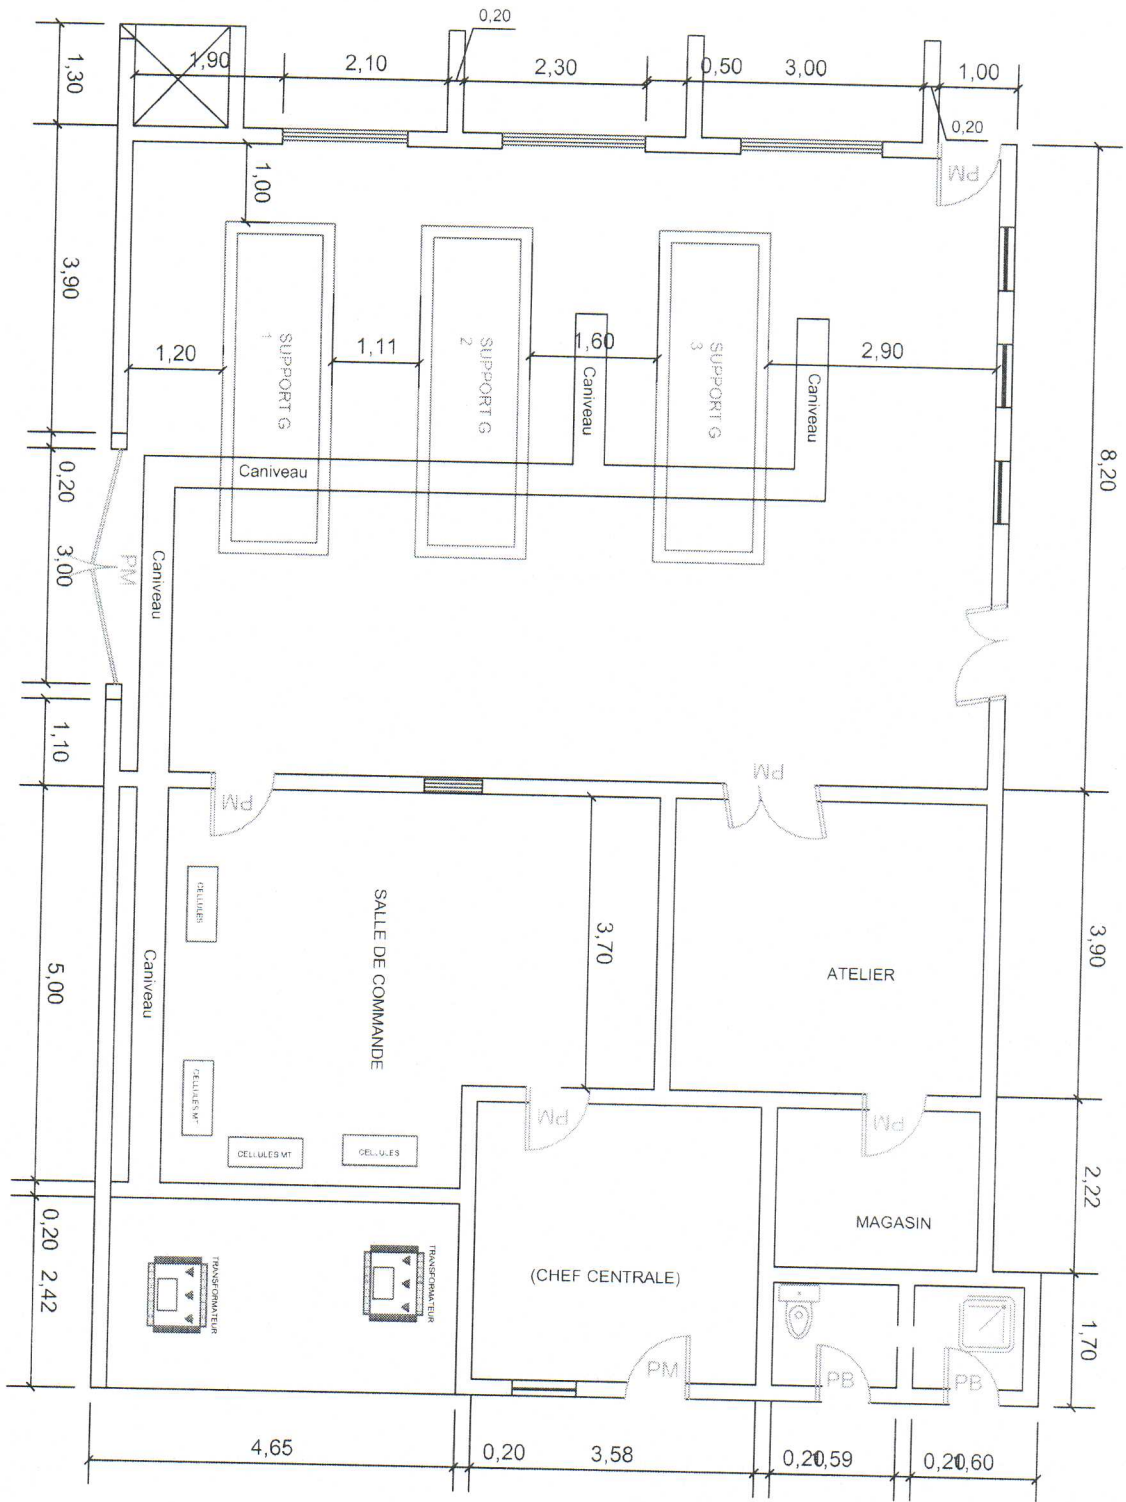 0,20
1,90
2,10
2,30
0,50
3,00
1,00
0,20
1,30
PM
1,00
3,90
8,20
SUPPORT G
1
SUPPORT G
2
SUPPORT G
3
1,20
1,11
1,60
2,90
Caniveau
Caniveau
Caniveau
0,20
3,00
PM
Caniveau
1,10
PM
PM
CELLULES
SALLE DE COMMANDE
3,70
ATELIER
3,90
Caniveau
5,00
CELLULES MT
CELLULES MT
CELLULES
PM
PM
2,22
MAGASIN
(CHEF CENTRALE)
0,20
2,42
TRANSFORMATEUR
TRANSFORMATEUR
1,70
PM
PB
PB
4,65
0,20
3,58
0,20
1,59
0,20
1,60